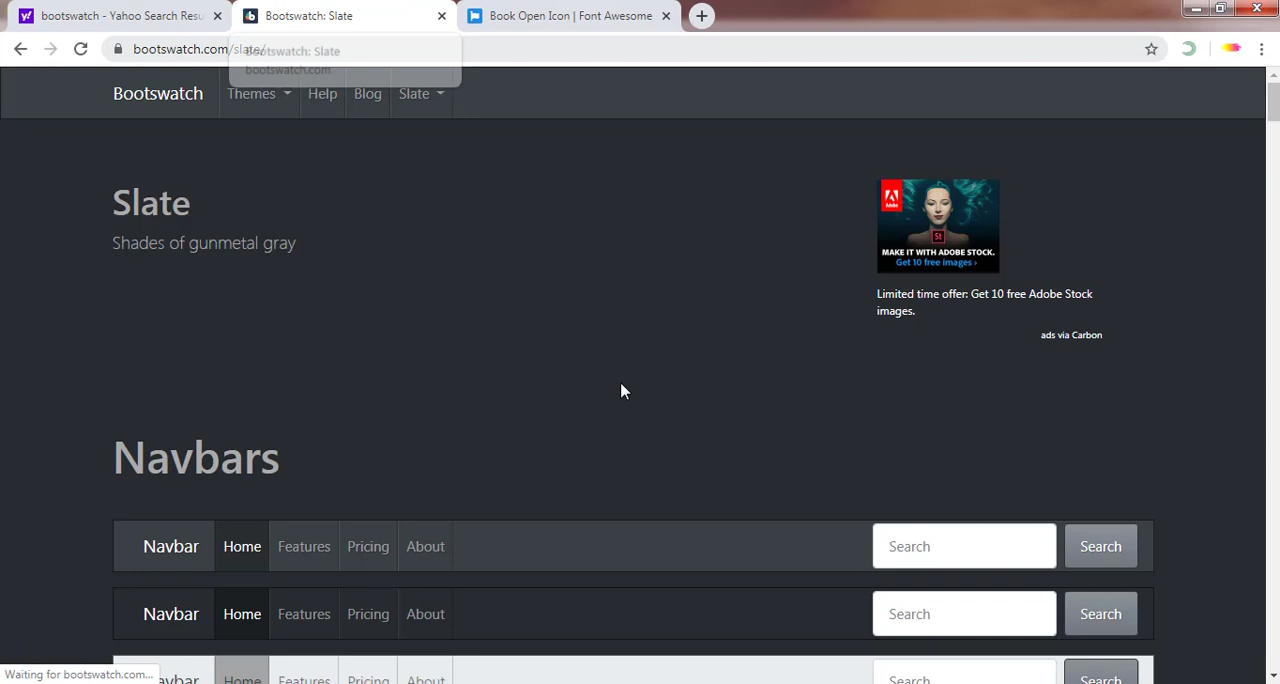 bootswatch - Yahoo Search Resu
Bootswatch: Slate
Book Open Icon | Font Awesome
bootswatch.com/slate/
Bootswatch: Slate
bootswatch.com
Bootswatch
Themes
Help
Blog
Slate
Slate
Shades of gunmetal gray
Adobe
St
MAKE IT WITH ADOBE STOCK.
Get 10 free images ›
Limited time offer: Get 10 free Adobe Stock
images.
ads via Carbon
Navbars
Navbar Home Features Pricing About Search Search
Navbar Home Features Pricing About Search Search
Navbar Home Features Pricing About Search Search
Waiting for bootswatch.com...